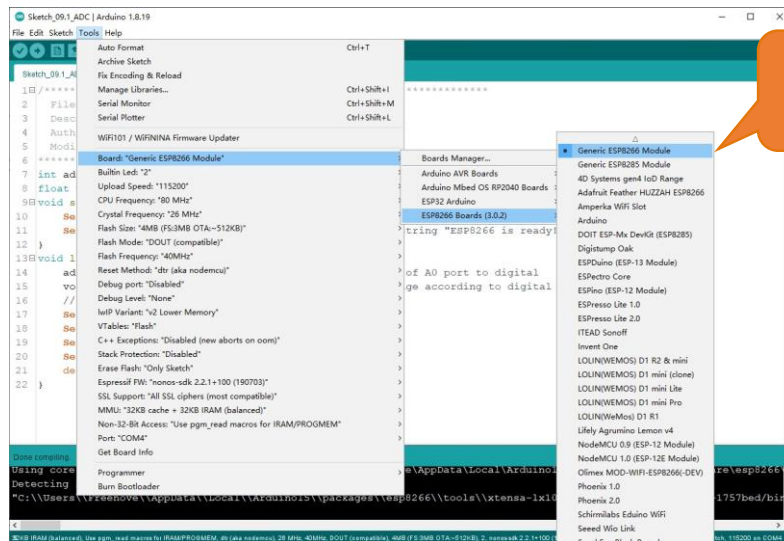 Sketch_09.1_ADC | Arduino 1.8.19
File Edit Sketch Tools Help
Auto Format Ctrl+T
Archive Sketch
Fix Encoding & Reload
Manage Libraries... Ctrl+Shift+I
Serial Monitor Ctrl+Shift+M
Serial Plotter Ctrl+Shift+L
WiFi101 / WiFiNINA Firmware Updater
Board: "Generic ESP8266 Module"
Builtin Led: "2"
Upload Speed: "115200"
CPU Frequency: "80 MHz"
Crystal Frequency: "26 MHz"
Flash Size: "4MB (FS:3MB OTA:~512KB)"
Flash Mode: "DOUT (compatible)"
Flash Frequency: "40MHz"
Reset Method: "dtr (aka nodemcu)"
Debug port: "Disabled"
Debug Level: "None"
lwIP Variant: "v2 Lower Memory"
VTables: "Flash"
C++ Exceptions: "Disabled (new aborts on oom)"
Stack Protection: "Disabled"
Erase Flash: "Only Sketch"
Espressif FW: "nonos-sdk 2.2.1+100 (190703)"
SSL Support: "All SSL ciphers (most compatible)"
MMU: "32KB cache + 32KB IRAM (balanced)"
Non-32-Bit Access: "Use pgm_read macros for IRAM/PROGMEM"
Port: "COM4"
Get Board Info
Programmer
Burn Bootloader
Boards Manager...
Arduino AVR Boards
Arduino Mbed OS RP2040 Boards
ESP32 Arduino
ESP8266 Boards (3.0.2)
Generic ESP8266 Module
Generic ESP8285 Module
4D Systems gen4 IoD Range
Adafruit Feather HUZZAH ESP8266
Amperka WiFi Slot
Arduino
DOIT ESP-Mx DevKit (ESP8285)
Digistump Oak
ESPDuino (ESP-13 Module)
ESPectro Core
ESPino (ESP-12 Module)
ESPresso Lite 1.0
ESPresso Lite 2.0
ITEAD Sonoff
Invent One
LOLIN(WEMOS) D1 R2 & mini
LOLIN(WEMOS) D1 mini (clone)
LOLIN(WEMOS) D1 mini Lite
LOLIN(WEMOS) D1 mini Pro
LOLIN(WeMos) D1 R1
Lifely Agrumino Lemon v4
NodeMCU 0.9 (ESP-12 Module)
NodeMCU 1.0 (ESP-12E Module)
Olimex MOD-WIFI-ESP8266(-DEV)
Phoenix 1.0
Phoenix 2.0
Schirmilabs Eduino WiFi
Seeed Wio Link
1 /*****
2 File
3 Desc
4 Auth
5 Modi
6 ******
7 int ad
8 float
9 void s
10 Se
11 Se tring "ESP8266 is ready!
12 }
13 void l
14 ad of A0 port to digital
15 vo ge according to digital
16 //
17 Se
18 Se
19 Se
20 Se
21 de
22 }
Done compiling.
Using core
Detecting
"C:\\Users\\Freenove\\AppData\\Local\\Arduino15\\packages\\esp8266\\tools\\xtensa-lx10